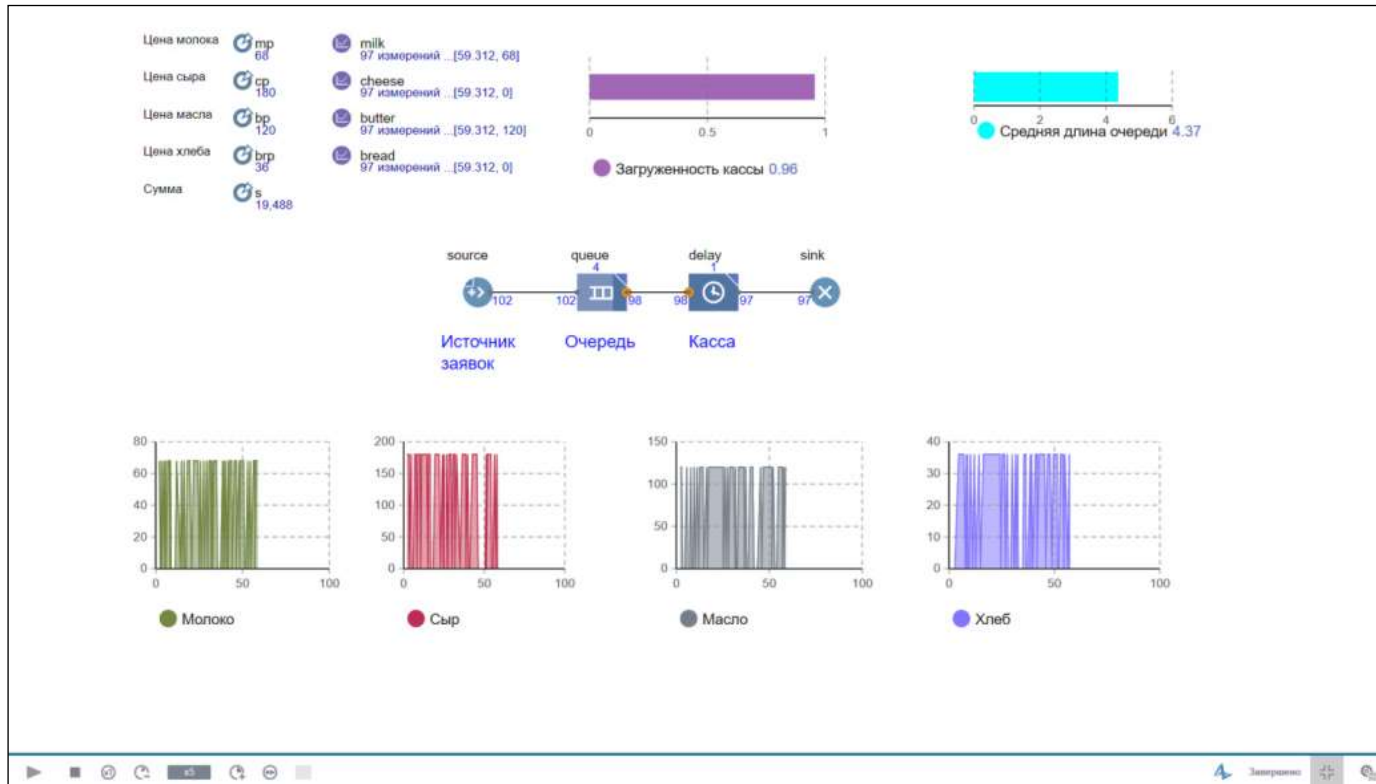 Цена молока mp milk
68 97 измерений ...[59.312, 68]
Цена сыра cp cheese
180 97 измерений ...[59.312, 0]
Цена масла bp butter
120 97 измерений ...[59.312, 120]
Цена хлеба brp bread
36 97 измерений ...[59.312, 0]
Сумма s
19,488
0 0.5 1
Загруженность кассы 0.96
0 2 4 6
Средняя длина очереди 4.37
source queue delay sink
4 1
102 102 98 98 97 97
Источник заявок
Очередь
Касса
80
60
40
20
0
0 50 100
Молоко
200
150
100
50
0
0 50 100
Сыр
150
100
50
0
0 50 100
Масло
40
30
20
10
0
0 50 100
Хлеб
x5
Завершено